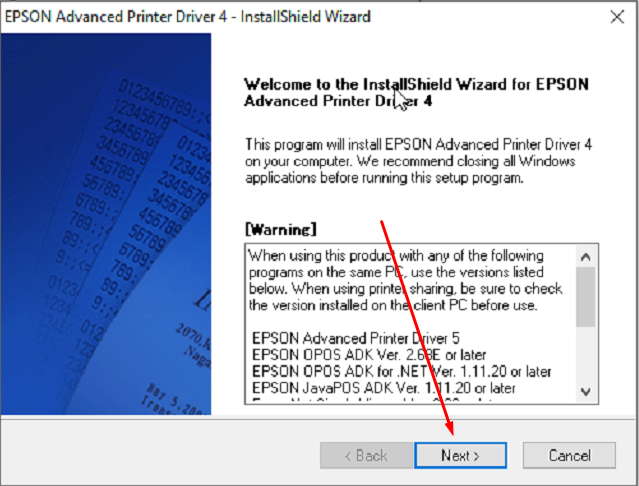 EPSON Advanced Printer Driver 4 - InstallShield Wizard
Welcome to the InstallShield Wizard for EPSON
Advanced Printer Driver 4
This program will install EPSON Advanced Printer Driver 4
on your computer. We recommend closing all Windows
applications before running this setup program.
[Warning]
When using this product with any of the following
programs on the same PC, use the versions listed
below. When using printer sharing, be sure to check
the version installed on the client PC before use.
EPSON Advanced Printer Driver 5
EPSON OPOS ADK Ver. 2.68E or later
EPSON OPOS ADK for .NET Ver. 1.11.20 or later
EPSON JavaPOS ADK Ver. 1.11.20 or later
< Back
Next >
Cancel